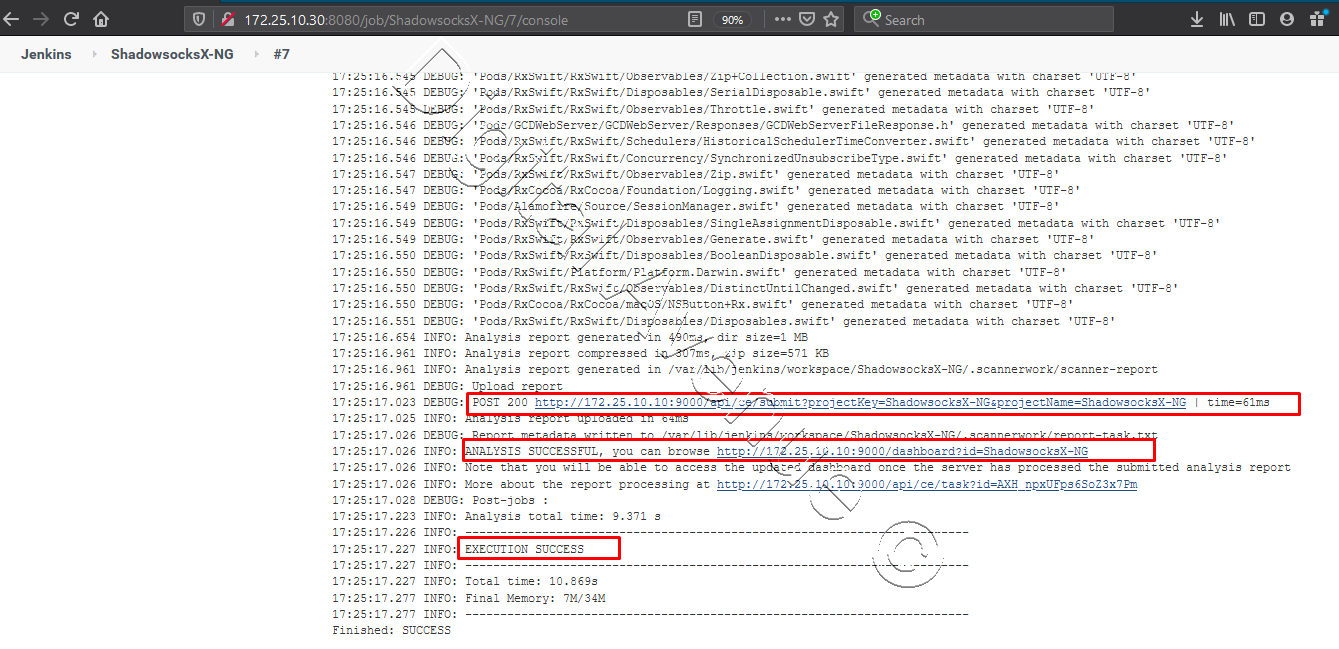 172.25.10.30:8080/job/ShadowsocksX-NG/7/console
90%
Search
Jenkins
ShadowsocksX-NG
#7
17:25:16.545 DEBUG: 'Pods/RxSwift/RxSwift/Observables/Zip+Collection.swift' generated metadata with charset 'UTF-8'
17:25:16.545 DEBUG: 'Pods/RxSwift/RxSwift/Disposables/SerialDisposable.swift' generated metadata with charset 'UTF-8'
17:25:16.545 DEBUG: 'Pods/RxSwift/RxSwift/Observables/Throttle.swift' generated metadata with charset 'UTF-8'
17:25:16.546 DEBUG: 'Pods/GCDWebServer/GCDWebServer/Responses/GCDWebServerFileResponse.h' generated metadata with charset 'UTF-8'
17:25:16.546 DEBUG: 'Pods/RxSwift/RxSwift/Schedulers/HistoricalSchedulerTimeConverter.swift' generated metadata with charset 'UTF-8'
17:25:16.546 DEBUG: 'Pods/RxSwift/RxSwift/Concurrency/SynchronizedUnsubscribeType.swift' generated metadata with charset 'UTF-8'
17:25:16.547 DEBUG: 'Pods/RxSwift/RxSwift/Observables/Zip.swift' generated metadata with charset 'UTF-8'
17:25:16.547 DEBUG: 'Pods/RxCocoa/RxCocoa/Foundation/Logging.swift' generated metadata with charset 'UTF-8'
17:25:16.549 DEBUG: 'Pods/Alamofire/Source/SessionManager.swift' generated metadata with charset 'UTF-8'
17:25:16.549 DEBUG: 'Pods/RxSwift/RxSwift/Disposables/SingleAssignmentDisposable.swift' generated metadata with charset 'UTF-8'
17:25:16.549 DEBUG: 'Pods/RxSwift/RxSwift/Observables/Generate.swift' generated metadata with charset 'UTF-8'
17:25:16.550 DEBUG: 'Pods/RxSwift/RxSwift/Disposables/BooleanDisposable.swift' generated metadata with charset 'UTF-8'
17:25:16.550 DEBUG: 'Pods/RxSwift/Platform/Platform.Darwin.swift' generated metadata with charset 'UTF-8'
17:25:16.550 DEBUG: 'Pods/RxSwift/RxSwift/Observables/DistinctUntilChanged.swift' generated metadata with charset 'UTF-8'
17:25:16.550 DEBUG: 'Pods/RxCocoa/RxCocoa/macOS/NSButton+Rx.swift' generated metadata with charset 'UTF-8'
17:25:16.551 DEBUG: 'Pods/RxSwift/RxSwift/Disposables/Disposables.swift' generated metadata with charset 'UTF-8'
17:25:16.654 INFO: Analysis report generated in 490ms, dir size=1 MB
17:25:16.961 INFO: Analysis report compressed in 307ms, zip size=571 KB
17:25:16.961 INFO: Analysis report generated in /var/lib/jenkins/workspace/ShadowsocksX-NG/.scannerwork/scanner-report
17:25:16.961 DEBUG: Upload report
17:25:17.023 DEBUG: POST 200 http://172.25.10.10:9000/api/ce/submit?projectKey=ShadowsocksX-NG&projectName=ShadowsocksX-NG | time=61ms
17:25:17.025 INFO: Analysis report uploaded in 64ms
17:25:17.026 DEBUG: Report metadata written to /var/lib/jenkins/workspace/ShadowsocksX-NG/.scannerwork/report-task.txt
17:25:17.026 INFO: ANALYSIS SUCCESSFUL, you can browse http://172.25.10.10:9000/dashboard?id=ShadowsocksX-NG
17:25:17.026 INFO: Note that you will be able to access the updated dashboard once the server has processed the submitted analysis report
17:25:17.026 INFO: More about the report processing at http://172.25.10.10:9000/api/ce/task?id=AXH_npxUFps6SoZ3x7Pm
17:25:17.028 DEBUG: Post-jobs :
17:25:17.223 INFO: Analysis total time: 9.371 s
17:25:17.226 INFO: ------------------------------------------------------------------------
17:25:17.227 INFO: EXECUTION SUCCESS
17:25:17.227 INFO: ------------------------------------------------------------------------
17:25:17.227 INFO: Total time: 10.869s
17:25:17.277 INFO: Final Memory: 7M/34M
17:25:17.277 INFO: ------------------------------------------------------------------------
Finished: SUCCESS